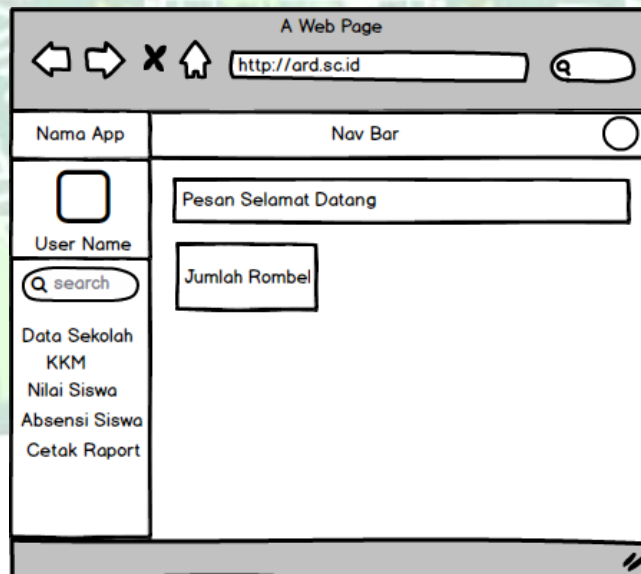 A Web Page
http://ard.sc.id
Nama App
Nav Bar
User Name
search
Data Sekolah
KKM
Nilai Siswa
Absensi Siswa
Cetak Raport
Pesan Selamat Datang
Jumlah Rombel